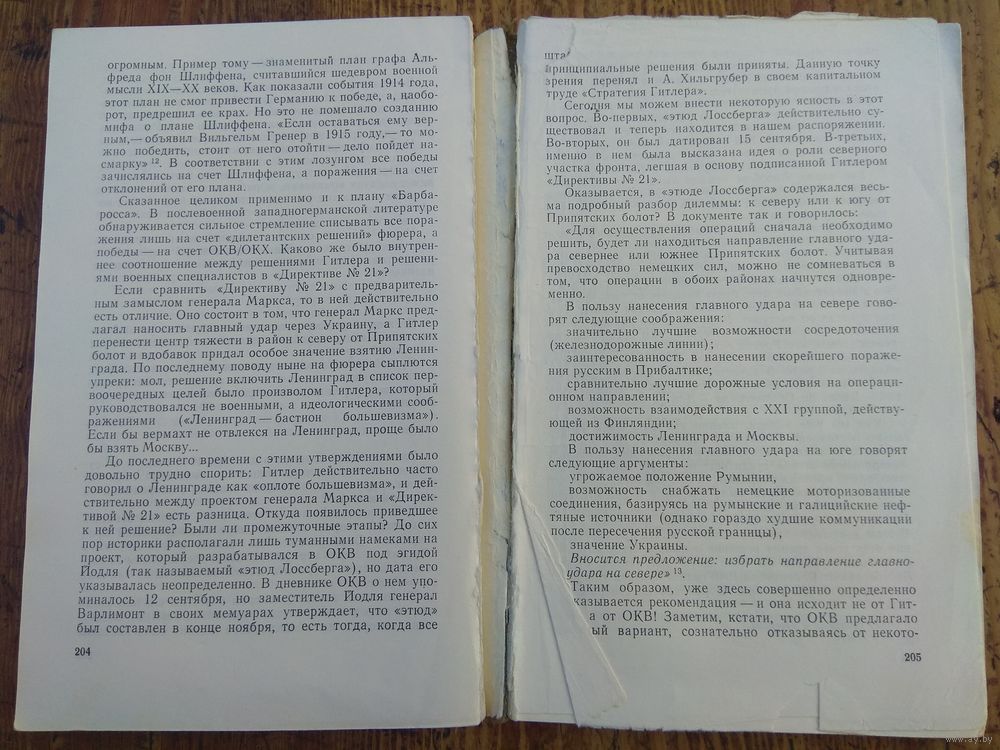 огромным. Пример тому — знаменитый план графа Аль-
фреда фон Шлиффена, считавшийся шедевром военной
мысли XIX—XX веков. Как показали события 1914 года,
этот план не смог привести Германию к победе, а, наобо-
рот, предрешил ее крах. Но это не помешало созданию
мифа о плане Шлиффена. «Если оставаться ему вер-
ным,— объявил Вильгельм Гренер в 1915 году,— то мо-
жно победить, стоит от него отойти — дело пойдет на-
смарку» 12. В соответствии с этим лозунгом все победы
зачислялись на счет Шлиффена, а поражения — на счет
отклонений от его плана.
Сказанное целиком применимо и к плану «Барба-
росса». В послевоенной западногерманской литературе
обнаруживается сильное стремление списывать все пора-
жения лишь на счет «дилетантских решений» фюрера, а
победы — на счет ОКВ/ОКХ. Каково же было внутрен-
нее соотношение между решениями Гитлера и решени-
ями военных специалистов в «Директиве № 21»?
Если сравнить «Директиву № 21» с предваритель-
ным замыслом генерала Маркса, то в ней действительно
есть отличие. Оно состоит в том, что генерал Маркс пред-
лагал наносить главный удар через Украину, а Гитлер
перенести центр тяжести в район к северу от Припятских
болот и вдобавок придал особое значение взятию Ленин-
града. По последнему поводу ныне на фюрера сыплются
упреки: мол, решение включить Ленинград в список пер-
воочередных целей было произволом Гитлера, который
руководствовался не военными, а идеологическими сооб-
ражениями («Ленинград — бастион большевизма»).
Если бы вермахт не отвлекся на Ленинград, проще было
бы взять Москву...
До последнего времени с этими утверждениями было
довольно трудно спорить: Гитлер действительно часто
говорил о Ленинграде как «оплоте большевизма», и дей-
ствительно между проектом генерала Маркса и «Дирек-
тивой № 21» есть разница. Откуда появилось приведшее
к ней решение? Были ли промежуточные этапы? До сих
пор историки располагали лишь туманными намеками на
проект, который разрабатывался в ОКВ под эгидой
Йодля (так называемый «этюд Лоссберга»), но дата его
указывалась неопределенно. В дневнике ОКВ о нем упо-
миналось 12 сентября, но заместитель Йодля генерал
Варлимонт в своих мемуарах утверждает, что «этюд»
был составлен в конце ноября, то есть тогда, когда все
204
шта
принципиальные решения были приняты. Данную точку
зрения перенял и А. Хильгрубер в своем капитальном
труде «Стратегия Гитлера».
Сегодня мы можем внести некоторую ясность в этот
вопрос. Во-первых, «этюд Лоссберга» действительно су-
ществовал и теперь находится в нашем распоряжении.
Во-вторых, он был датирован 15 сентября. В-третьих,
именно в нем была высказана идея о роли северного
участка фронта, легшая в основу подписанной Гитлером
«Директивы № 21».
Оказывается, в «этюде Лоссберга» содержался весь-
ма подробный разбор дилеммы: к северу или к югу от
Припятских болот? В документе так и говорилось:
«Для осуществления операций сначала необходимо
решить, будет ли находиться направление главного уда-
ра севернее или южнее Припятских болот. Учитывая
превосходство немецких сил, можно не сомневаться в
том, что операции в обоих районах начнутся одновре-
менно.
В пользу нанесения главного удара на севере гово-
рят следующие соображения:
значительно лучшие возможности сосредоточения
(железнодорожные линии);
заинтересованность в нанесении скорейшего пораже-
ния русским в Прибалтике;
сравнительно лучшие дорожные условия на операци-
онном направлении;
возможность взаимодействия с XXI группой, действу-
ющей из Финляндии;
достижимость Ленинграда и Москвы.
В пользу нанесения главного удара на юге говорят
следующие аргументы:
угрожаемое положение Румынии,
возможность снабжать немецкие моторизованные
соединения, базируясь на румынские и галицийские неф-
тяные источники (однако гораздо худшие коммуникации
после пересечения русской границы),
значение Украины.
Вносится предложение: избрать направление главно-
удара на севере» 13.
Таким образом, уже здесь совершенно определенно
казывается рекомендация — и она исходит не от Гит-
а от ОКВ! Заметим, кстати, что ОКВ предлагало
ый вариант, сознательно отказываясь от некото-
205
www.ay.by